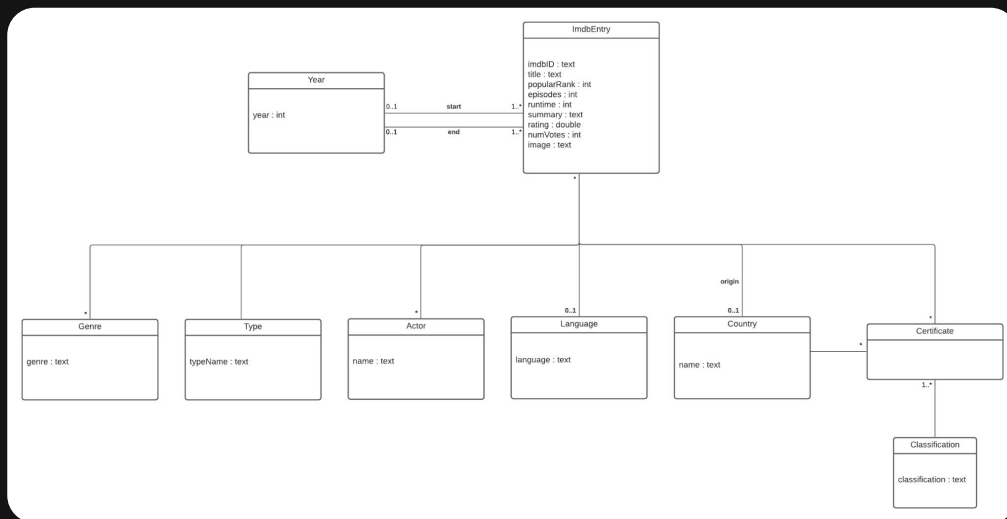 ImdbEntry
imdbID : text
title : text
popularRank : int
episodes : int
runtime : int
summary : text
rating : double
numVotes : int
image : text
Year
year : int
0..1 start 1..*
0..1 end 1..*
*
origin
* * 0..1 0..1 *
Genre
genre : text
Type
typeName : text
Actor
name : text
Language
language : text
Country
name : text
*
Certificate
1..*
Classification
classification : text